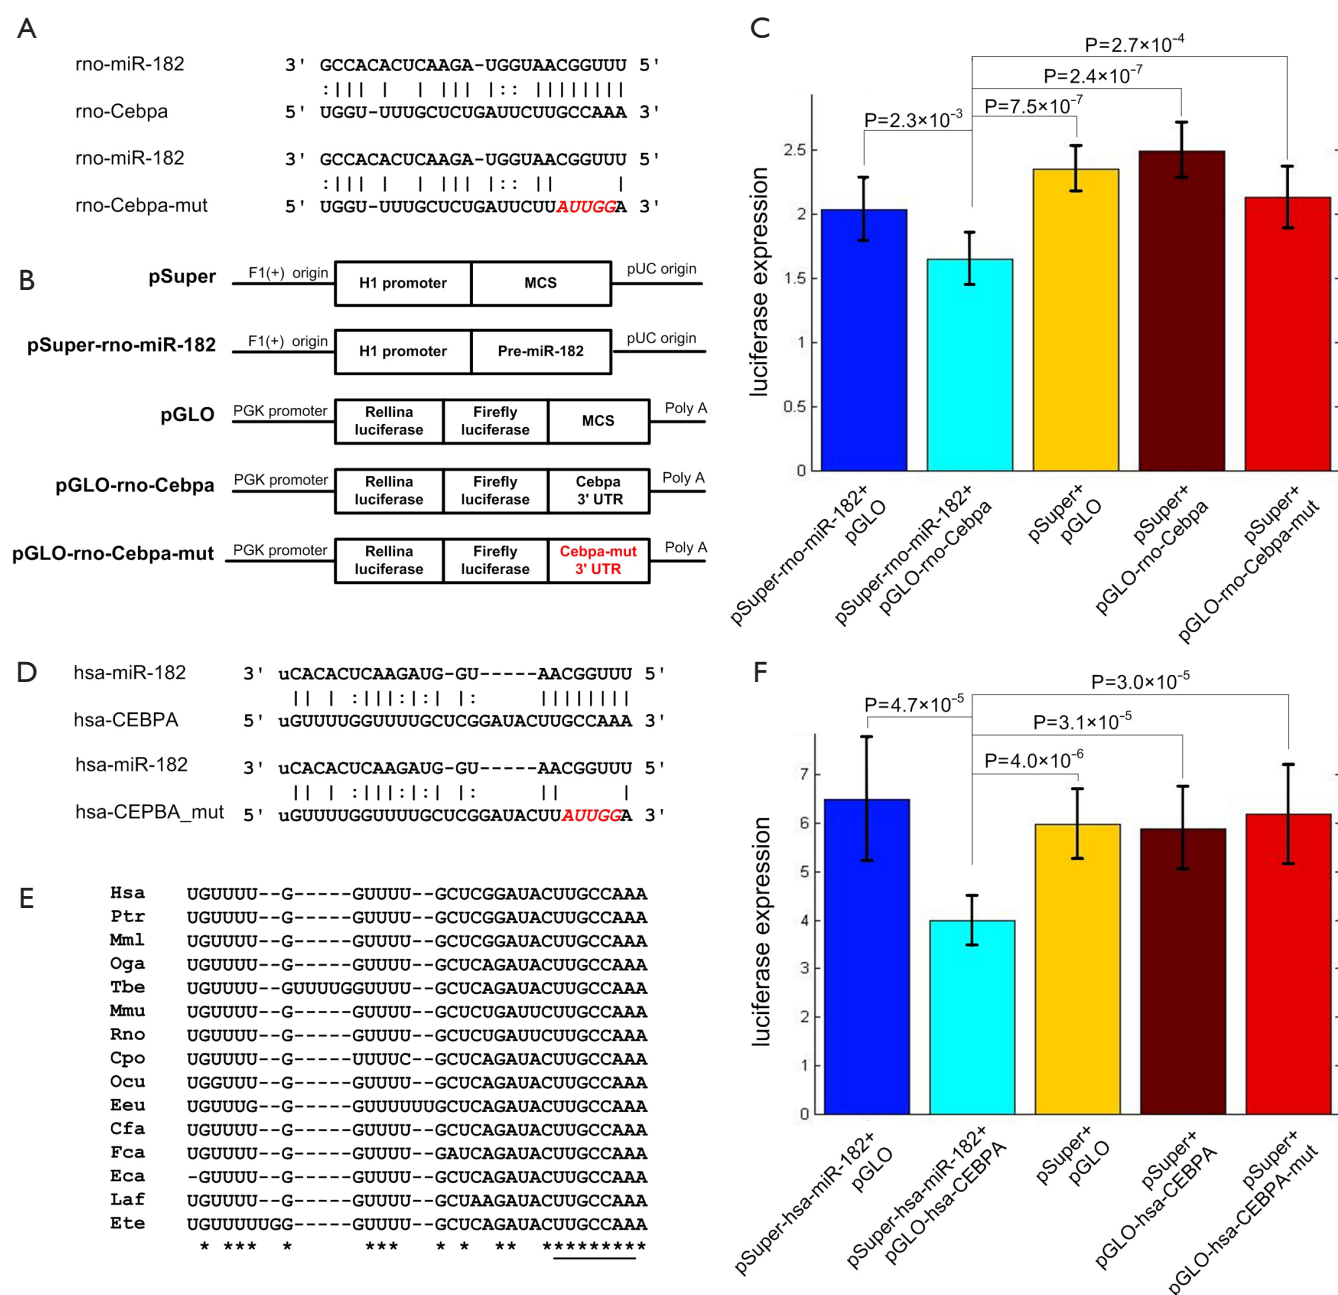 A
rno-miR-182 3' GCCACACUCAAGA-UGGUAACGGUUU 5'
rno-Cebpa 5' UGGU-UUUGCUCUGAUUCUUGCCAAA 3'
rno-miR-182 3' GCCACACUCAAGA-UGGUAACGGUUU 5'
rno-Cebpa-mut 5' UGGU-UUUGCUCUGAUUCUUAUUGGA 3'
B
pSuper F1(+) origin H1 promoter MCS pUC origin
pSuper-rno-miR-182 F1(+) origin H1 promoter Pre-miR-182 pUC origin
pGLO PGK promoter Rellina luciferase Firefly luciferase MCS Poly A
pGLO-rno-Cebpa PGK promoter Rellina luciferase Firefly luciferase Cebpa 3' UTR Poly A
pGLO-rno-Cebpa-mut PGK promoter Rellina luciferase Firefly luciferase Cebpa-mut 3' UTR Poly A
C
P=2.7×10⁻⁴
P=2.4×10⁻⁷
P=2.3×10⁻³
P=7.5×10⁻⁷
luciferase expression
2.5
2
1.5
1
0.5
0
pSuper-rno-miR-182+
pGLO
pSuper-rno-miR-182+
pGLO-rno-Cebpa
pSuper+
pGLO
pSuper+
pGLO-rno-Cebpa
pSuper+
pGLO-rno-Cebpa-mut
D
hsa-miR-182 3' uCACACUCAAGAUG-GU-----AACGGUUU 5'
hsa-CEBPA 5' uGUUUUGGUUUUGCUCGGAUACUUGCCAAA 3'
hsa-miR-182 3' uCACACUCAAGAUG-GU-----AACGGUUU 5'
hsa-CEPBA_mut 5' uGUUUUGGUUUUGCUCGGAUACUUAUUGGA 3'
E
Hsa UGUUUU--G-----GUUUU--GCUCGGAUACUUGCCAAA
Ptr UGUUUU--G-----GUUUU--GCUCGGAUACUUGCCAAA
Mml UGUUUU--G-----GUUUU--GCUCGGAUACUUGCCAAA
Oga UGUUUU--G-----GUUUU--GCUCAGAUACUUGCCAAA
Tbe UGUUUU--GUUUUGGUUUU--GCUCAGAUACUUGCCAAA
Mmu UGUUUU--G-----GUUUU--GCUCUGAUUCUUGCCAAA
Rno UGUUUU--G-----GUUUU--GCUCUGAUUCUUGCCAAA
Cpo UGUUUU--G-----UUUUC--GCUCAGAUACUUGCCAAA
Ocu UGGUUU--G-----GUUUU--GCUCAGAUACUUGCCAAA
Eeu UGUUUG--G-----GUUUUUUGCUCAGAUACUUGCCAAA
Cfa UGUUUU--G-----GUUUU--GCUCAGAUACUUGCCAAA
Fca UGUUUU--G-----GUUUU--GAUCAGAUACUUGCCAAA
Eca -GUUUU--G-----GUUUU--GCUCAGAUACUUGCCAAA
Laf UGUUUU--G-----GUUUU--GCUAAGAUACUUGCCAAA
Ete UGUUUUUGG-----GUUUU--GCUCAGAUACUUGCCAAA
* *** * *** * * ** *********
F
P=3.0×10⁻⁵
P=4.7×10⁻⁵
P=3.1×10⁻⁵
P=4.0×10⁻⁶
luciferase expression
7
6
5
4
3
2
1
0
pSuper-hsa-miR-182+
pGLO
pSuper-hsa-miR-182+
pGLO-hsa-CEBPA
pSuper+
pGLO
pSuper+
pGLO-hsa-CEBPA
pSuper+
pGLO-hsa-CEBPA-mut